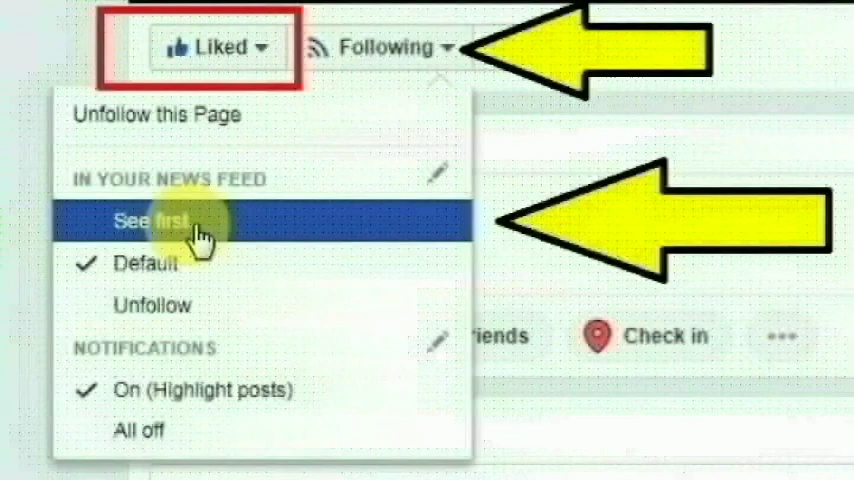 Liked Following
Unfollow this Page
IN YOUR NEWS FEED
See first
Default
Unfollow
riends Check in
NOTIFICATIONS
On (Highlight posts)
All off